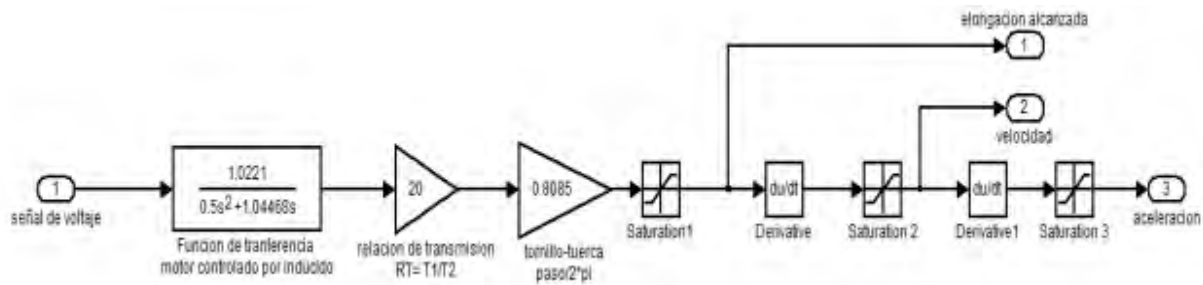 elongacion alcanzada
1
2
velocidad
1
señal de voltaje
1.0221
0.5s²+1.04468s
Funcion de tranferencia
motor controlado por inducido
20
relacion de transmision
RT= T1/T2
0.8085
tornillo-tuerca
paso/2*pi
Saturation1
du/dt
Derivative
Saturation 2
du/dt
Derivative1
Saturation 3
3
aceleracion